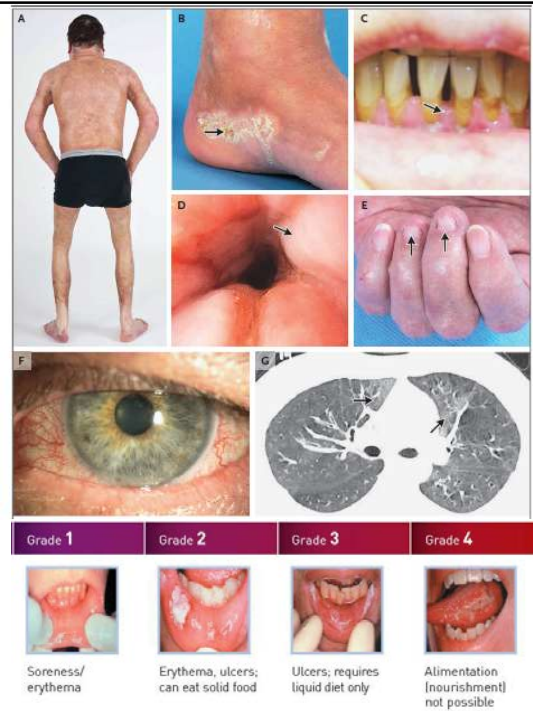 A
B
C
D
E
F
G
Grade 1
Grade 2
Grade 3
Grade 4
Soreness/
erythema
Erythema, ulcers;
can eat solid food
Ulcers; requires
liquid diet only
Alimentation
(nourishment)
not possible